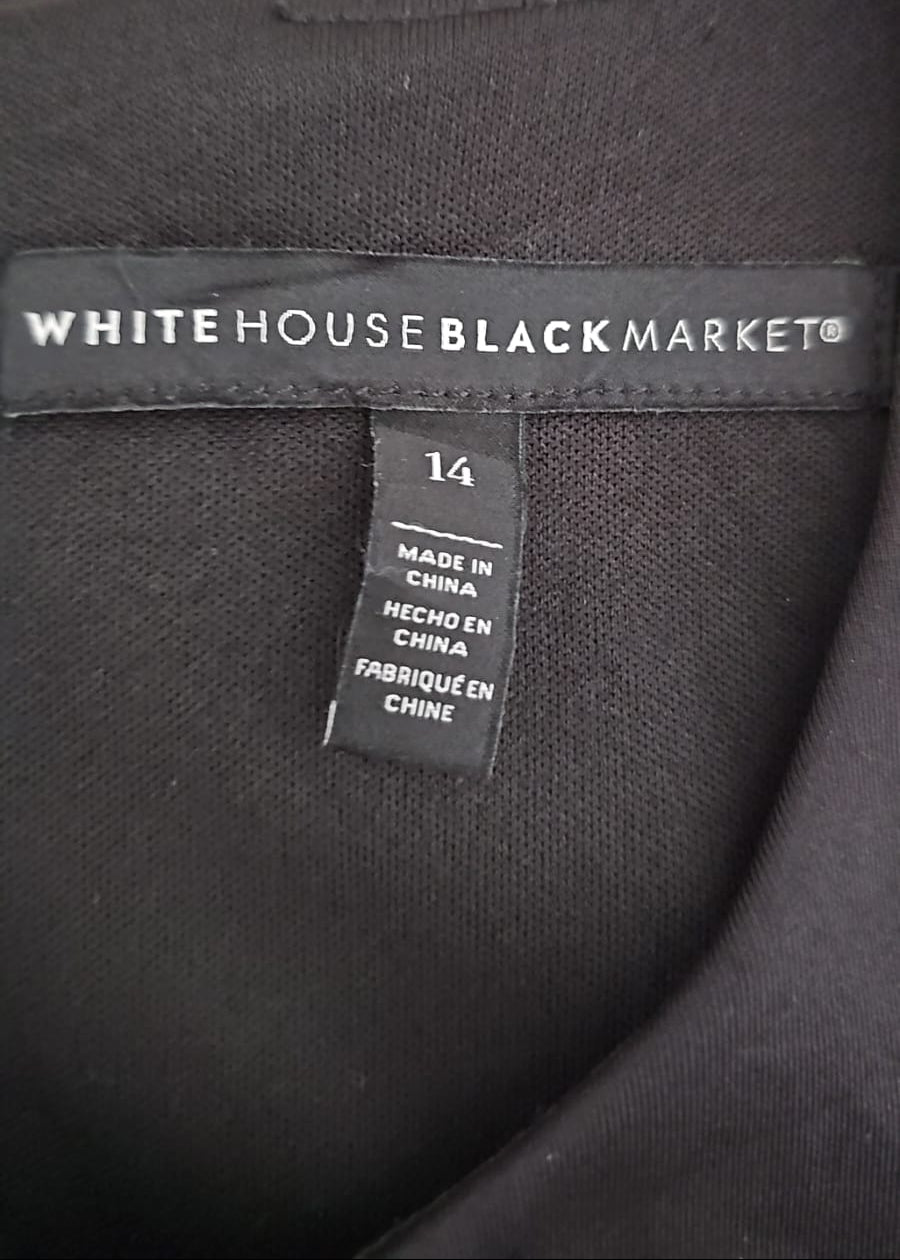 WHITE HOUSE BLACK MARKET®
14
MADE IN
CHINA
HECHO EN
CHINA
FABRIQUÉ EN
CHINE